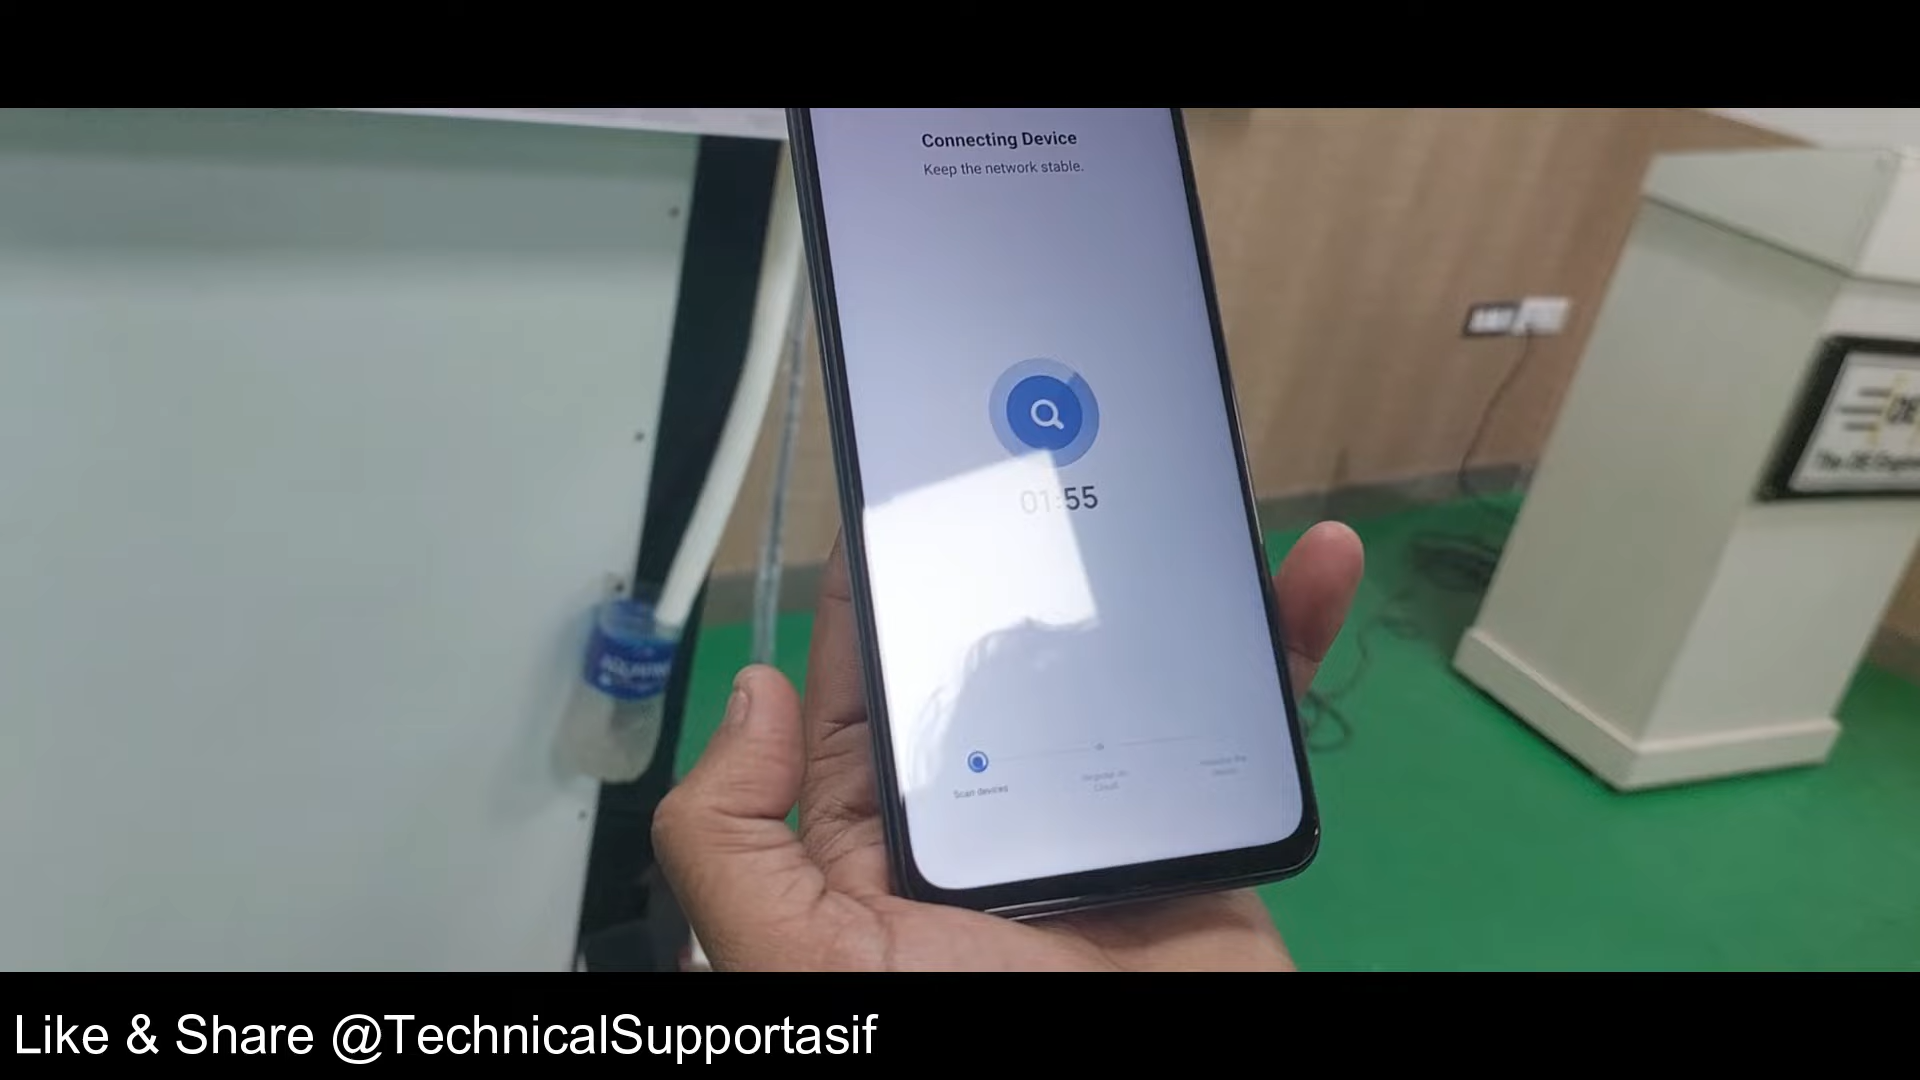 Connecting Device
Keep the network stable.
01:55
Scan devices
Like & Share @TechnicalSupportasif